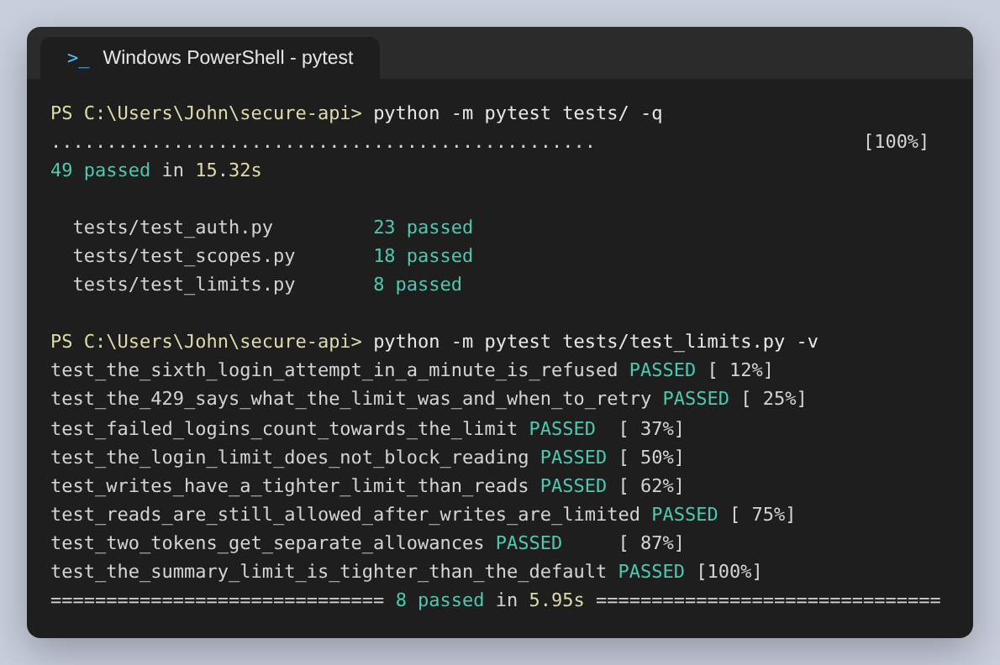 >_ Windows PowerShell - pytest
PS C:\Users\John\secure-api> python -m pytest tests/ -q
................................................. [100%]
49 passed in 15.32s
tests/test_auth.py 23 passed
tests/test_scopes.py 18 passed
tests/test_limits.py 8 passed
PS C:\Users\John\secure-api> python -m pytest tests/test_limits.py -v
test_the_sixth_login_attempt_in_a_minute_is_refused PASSED [ 12%]
test_the_429_says_what_the_limit_was_and_when_to_retry PASSED [ 25%]
test_failed_logins_count_towards_the_limit PASSED [ 37%]
test_the_login_limit_does_not_block_reading PASSED [ 50%]
test_writes_have_a_tighter_limit_than_reads PASSED [ 62%]
test_reads_are_still_allowed_after_writes_are_limited PASSED [ 75%]
test_two_tokens_get_separate_allowances PASSED [ 87%]
test_the_summary_limit_is_tighter_than_the_default PASSED [100%]
============================== 8 passed in 5.95s ===============================